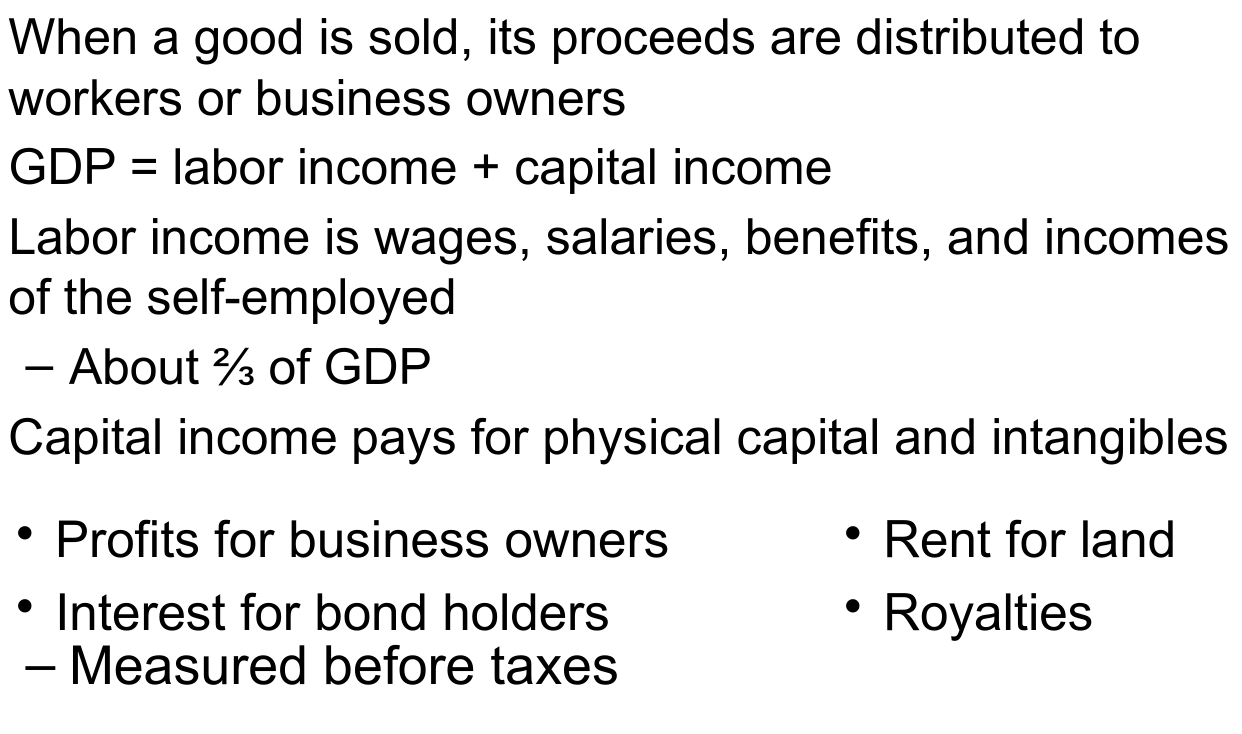 When a good is sold, its proceeds are distributed to
workers or business owners
GDP = labor income + capital income
Labor income is wages, salaries, benefits, and incomes
of the self-employed
– About ⅔ of GDP
Capital income pays for physical capital and intangibles
• Profits for business owners
• Interest for bond holders
• Rent for land
• Royalties
– Measured before taxes